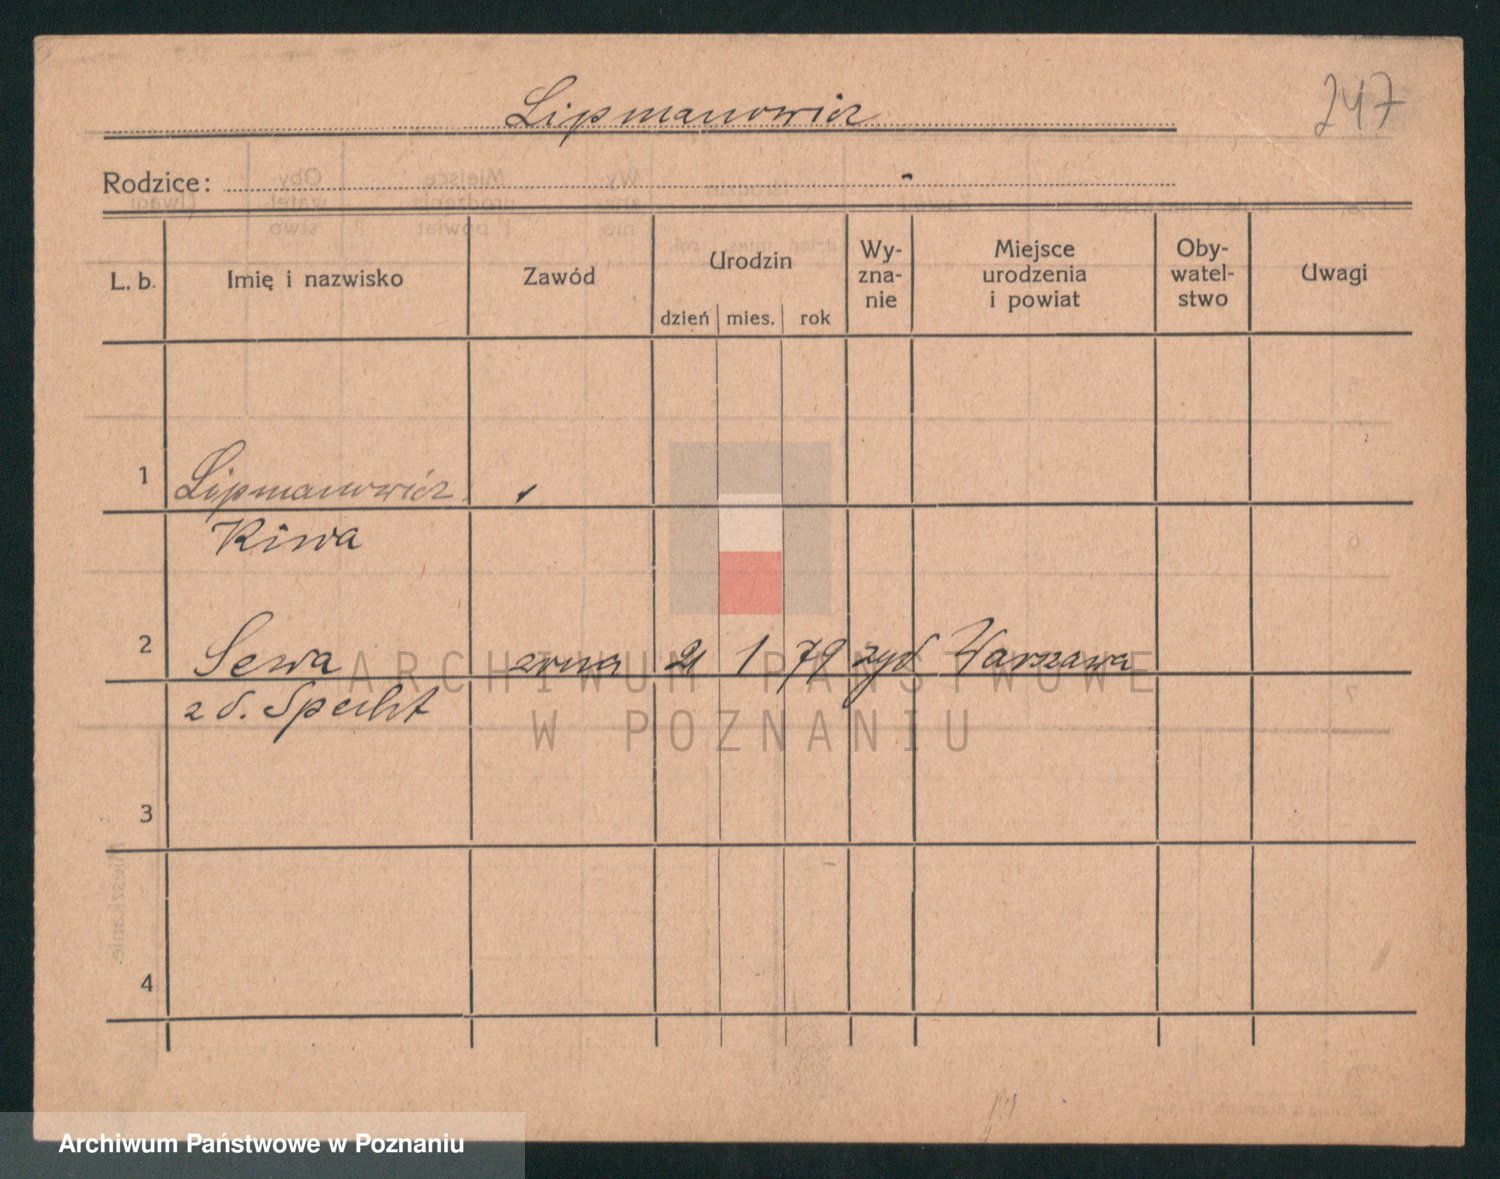 Lipmanowicz
247
Rodzice:
L. b.
Imię i nazwisko
Zawód
Urodzin
dzień
mies.
rok
Wy-
zna-
nie
Miejsce
urodzenia
i powiat
Oby-
watel-
stwo
Uwagi
1
Lipmanowicz
Kiwa
2
Sewa 21 1 79 żyd Warszawa
z d. Specht
3
4
ARCHIWUM PAŃSTWOWE
W POZNANIU
Mieszkanie:
Archiwum Państwowe w Poznaniu